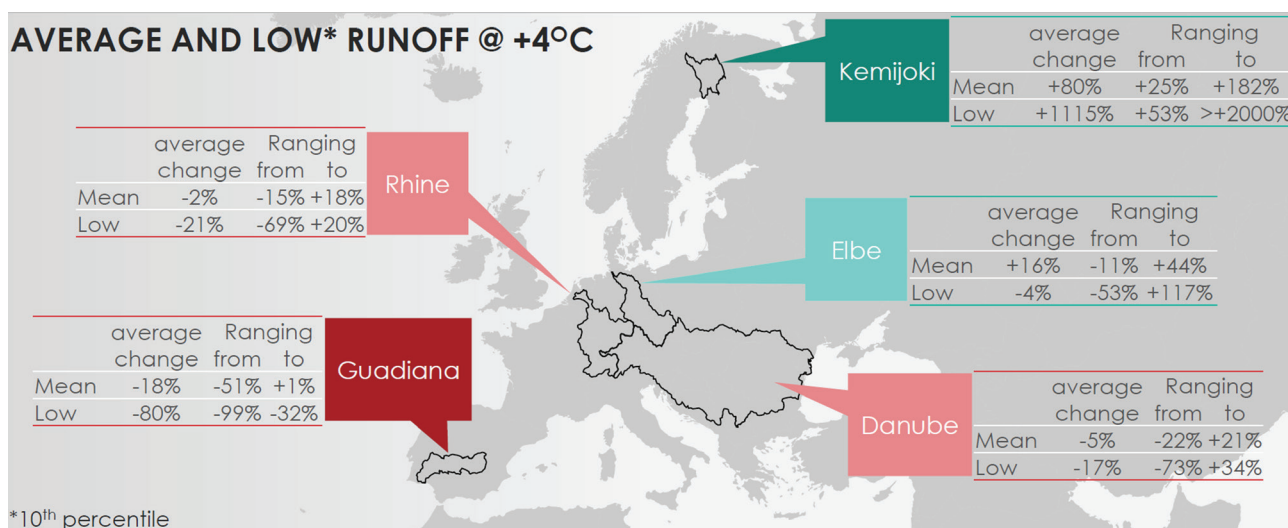 AVERAGE AND LOW* RUNOFF @ +4°C
Kemijoki
average Ranging
change from to
Mean +80% +25% +182%
Low +1115% +53% >+2000%
Rhine
average Ranging
change from to
Mean -2% -15% +18%
Low -21% -69% +20%
Elbe
average Ranging
change from to
Mean +16% -11% +44%
Low -4% -53% +117%
Guadiana
average Ranging
change from to
Mean -18% -51% +1%
Low -80% -99% -32%
Danube
average Ranging
change from to
Mean -5% -22% +21%
Low -17% -73% +34%
*10th percentile